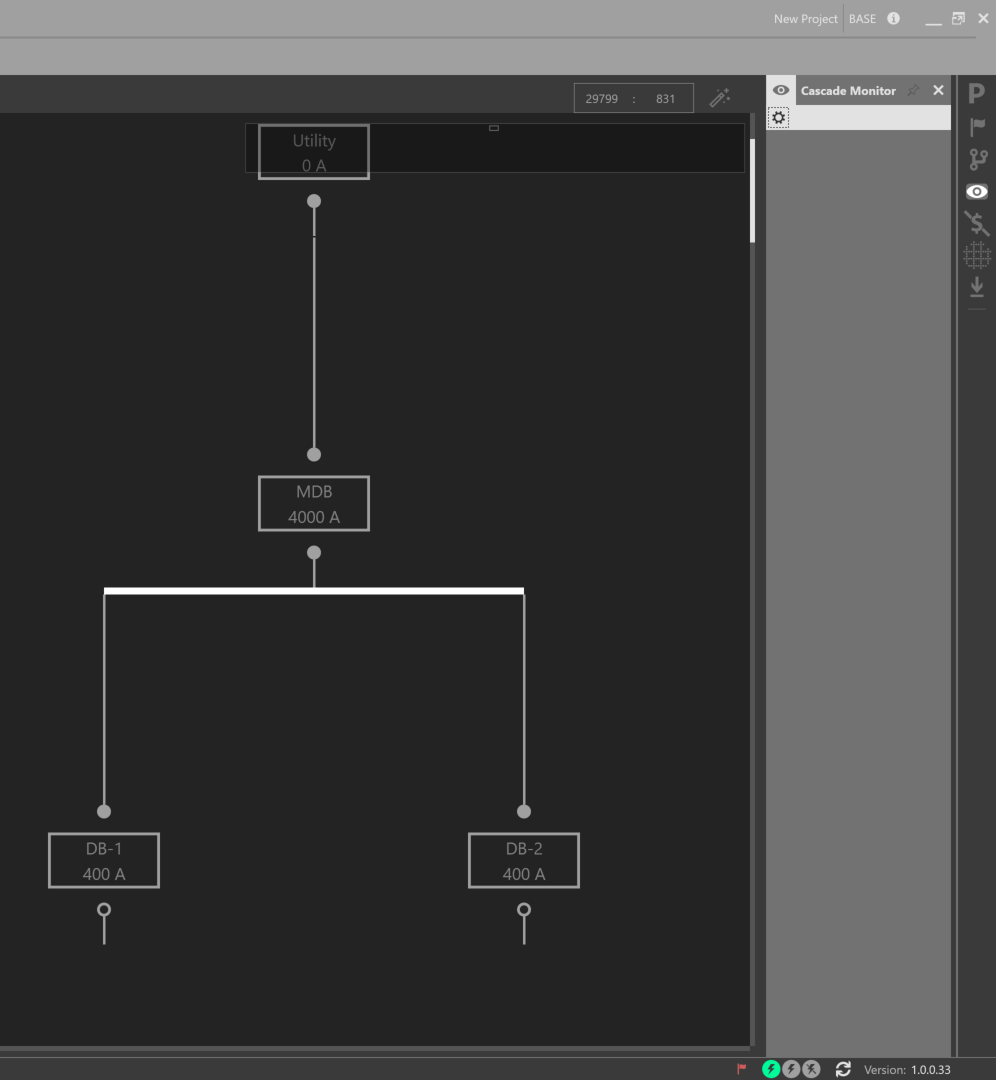 New Project BASE
29799 : 831
Cascade Monitor
P
Utility
0 A
MDB
4000 A
DB-1
400 A
DB-2
400 A
Version: 1.0.0.33